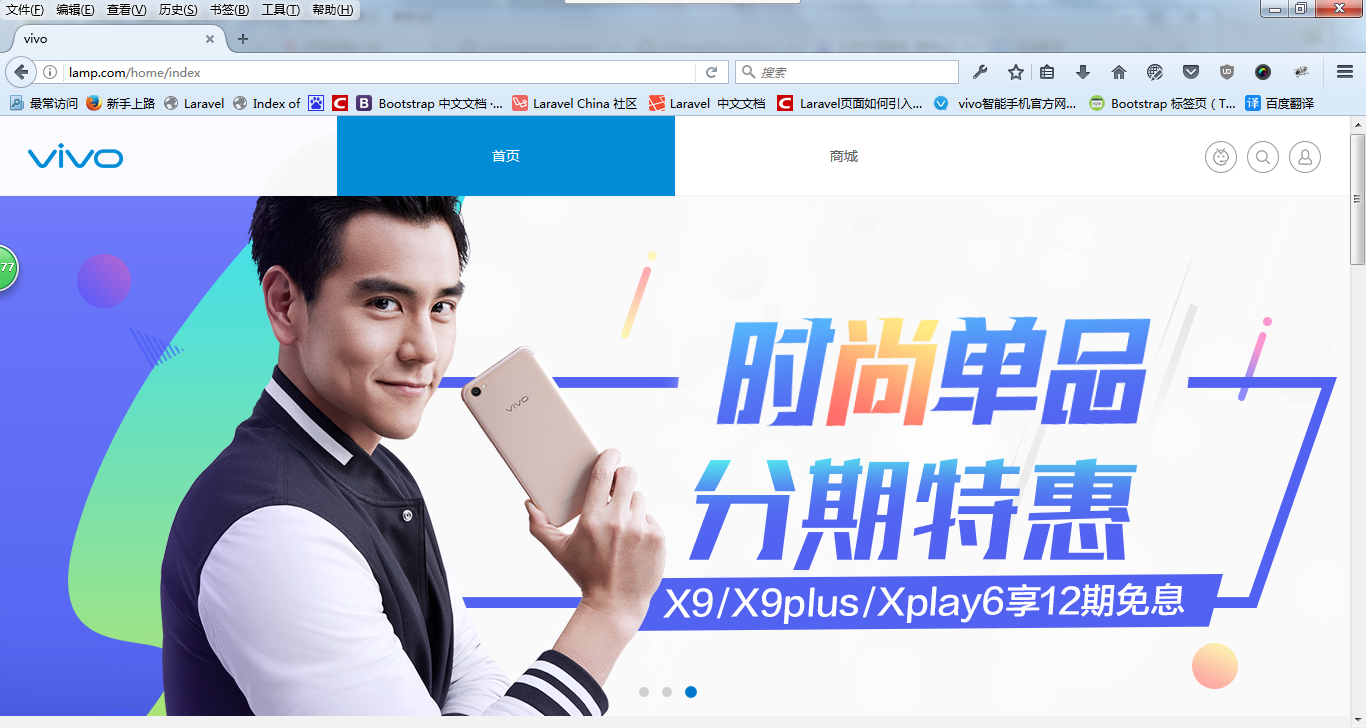 文件(F) 编辑(E) 查看(V) 历史(S) 书签(B) 工具(T) 帮助(H)
vivo
lamp.com/home/index
搜索
最常访问 新手上路 Laravel Index of B Bootstrap 中文文档 ·... Laravel China 社区 Laravel 中文文档 Laravel页面如何引入... vivo智能手机官方网... Bootstrap 标签页（T... 译 百度翻译
vivo 首页 商城
77
vivo
时尚单品
分期特惠
X9/X9plus/Xplay6享12期免息